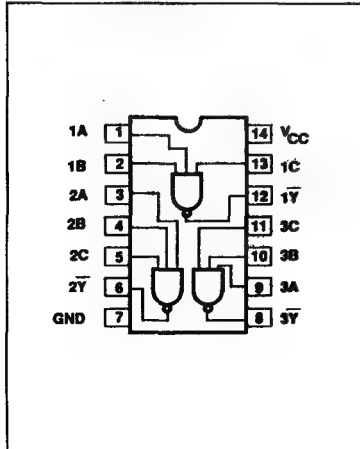 1A 1 14 VCC
1B 2 13 1C
2A 3 12 1Y̅
2B 4 11 3C
2C 5 10 3B
2Y̅ 6 9 3A
GND 7 8 3Y̅